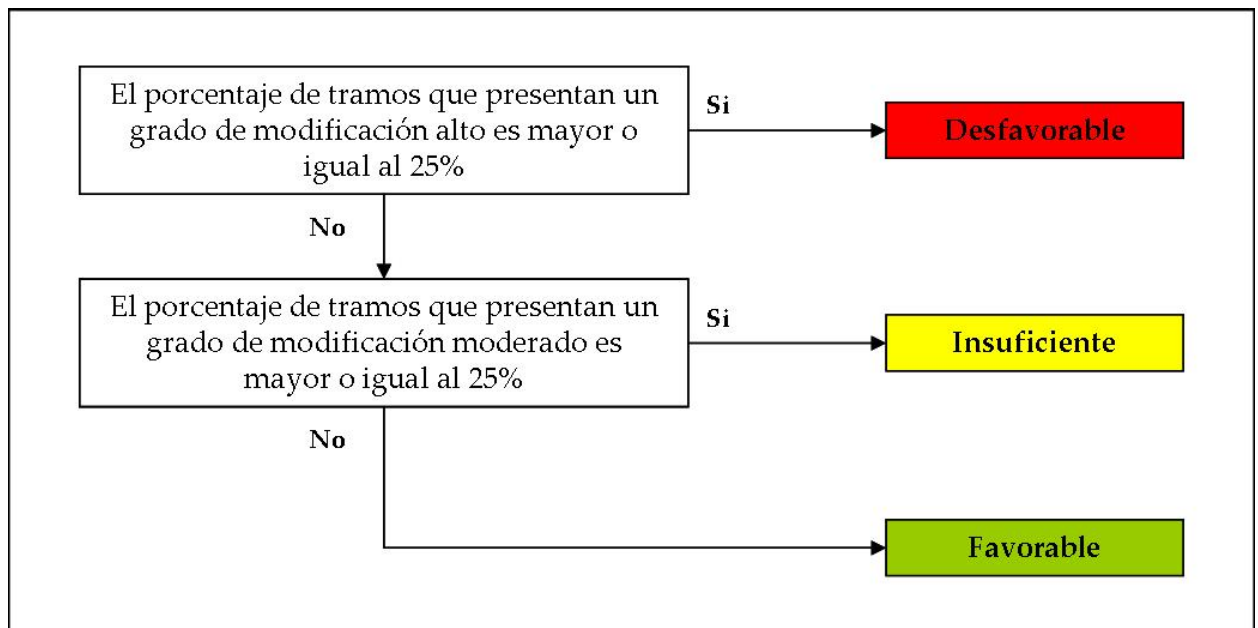 El porcentaje de tramos que presentan un
grado de modificación alto es mayor o
igual al 25%
Si
Desfavorable
No
El porcentaje de tramos que presentan un
grado de modificación moderado es
mayor o igual al 25%
Si
Insuficiente
No
Favorable